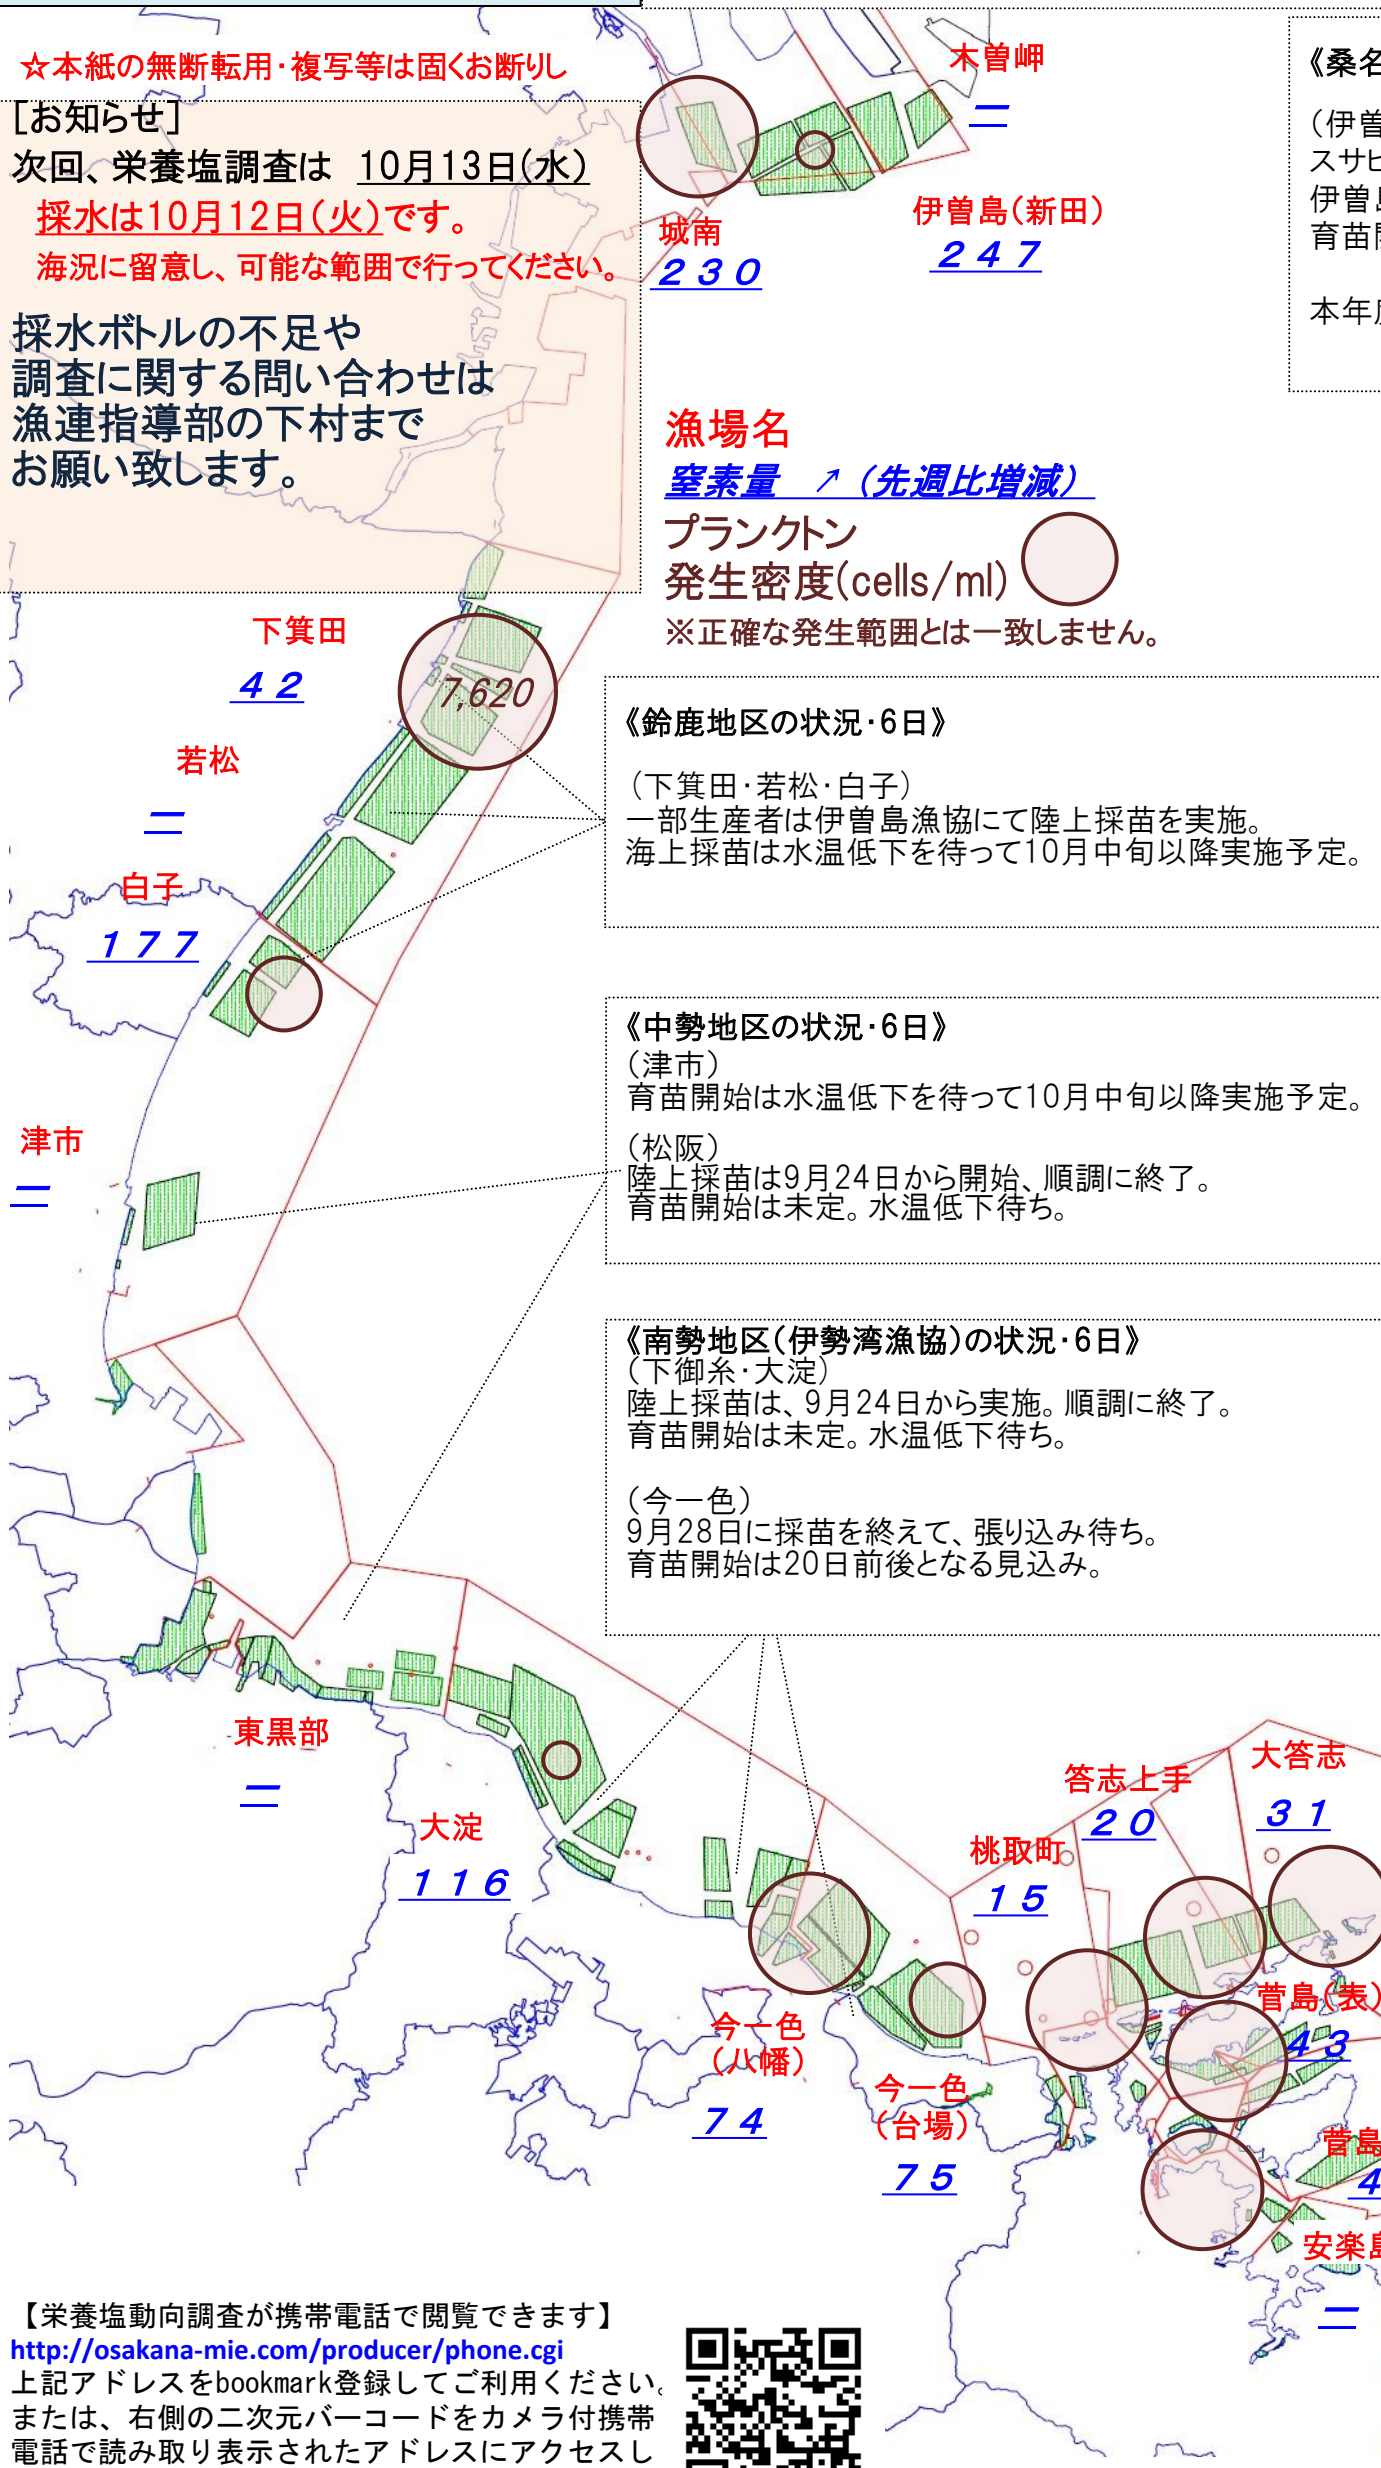 ☆本紙の無断転用・複写等は固くお断りし
[お知らせ]
次回、栄養塩調査は 10月13日(水)
採水は10月12日(火)です。
海況に留意し、可能な範囲で行ってください。
採水ボトルの不足や
調査に関する問い合わせは
漁連指導部の下村まで
お願い致します。
木曽岬
―
伊曽島(新田)
247
城南
230
《桑名
(伊曽
スサビ
伊曽島
育苗開
本年度
漁場名
窒素量 ↗(先週比増減)
プランクトン
発生密度(cells/ml)
※正確な発生範囲とは一致しません。
下箕田
42
7,620
若松
―
白子
177
《鈴鹿地区の状況・6日》
(下箕田・若松・白子)
一部生産者は伊曽島漁協にて陸上採苗を実施。
海上採苗は水温低下を待って10月中旬以降実施予定。
《中勢地区の状況・6日》
(津市)
育苗開始は水温低下を待って10月中旬以降実施予定。
(松阪)
陸上採苗は9月24日から開始、順調に終了。
育苗開始は未定。水温低下待ち。
津市
―
《南勢地区(伊勢湾漁協)の状況・6日》
(下御糸・大淀)
陸上採苗は、9月24日から実施。順調に終了。
育苗開始は未定。水温低下待ち。
(今一色)
9月28日に採苗を終えて、張り込み待ち。
育苗開始は20日前後となる見込み。
東黒部
―
大淀
116
今一色
(八幡)
74
今一色
(台場)
75
桃取町
15
答志上手
20
大答志
31
菅島(表)
43
菅島
4
安楽島
―
【栄養塩動向調査が携帯電話で閲覧できます】
http://osakana-mie.com/producer/phone.cgi
上記アドレスをbookmark登録してご利用ください。
または、右側の二次元バーコードをカメラ付携帯
電話で読み取り表示されたアドレスにアクセスし